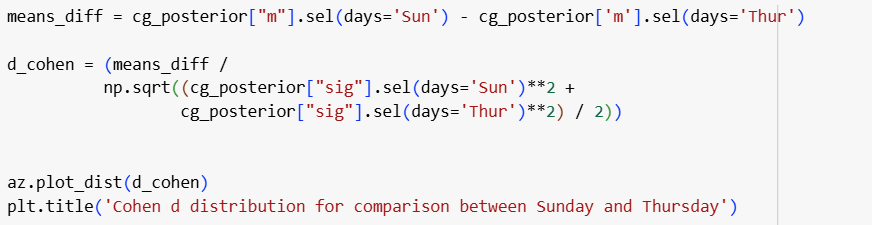 means_diff = cg_posterior["m"].sel(days='Sun') - cg_posterior['m'].sel(days='Thur')
d_cohen = (means_diff /
np.sqrt((cg_posterior["sig"].sel(days='Sun')**2 +
cg_posterior["sig"].sel(days='Thur')**2) / 2))
az.plot_dist(d_cohen)
plt.title('Cohen d distribution for comparison between Sunday and Thursday')